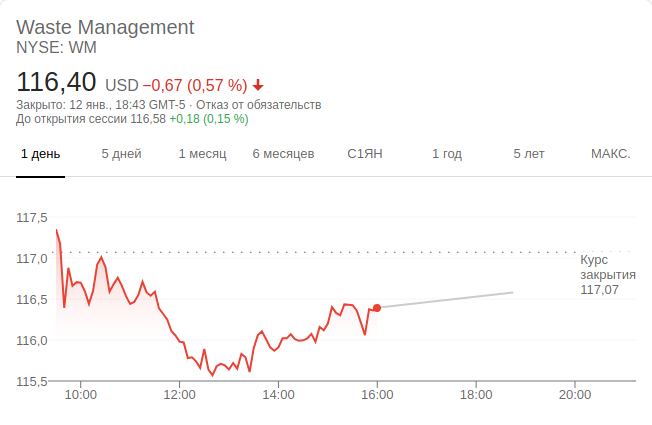 Waste Management
NYSE: WM
116,40 USD −0,67 (0,57 %)
Закрыто: 12 янв., 18:43 GMT-5 · Отказ от обязательств
До открытия сессии 116,58 +0,18 (0,15 %)
1 день 5 дней 1 месяц 6 месяцев С1ЯН 1 год 5 лет МАКС.
117,5
117,0
Курс
закрытия
117,07
116,5
116,0
115,5
10:00 12:00 14:00 16:00 18:00 20:00